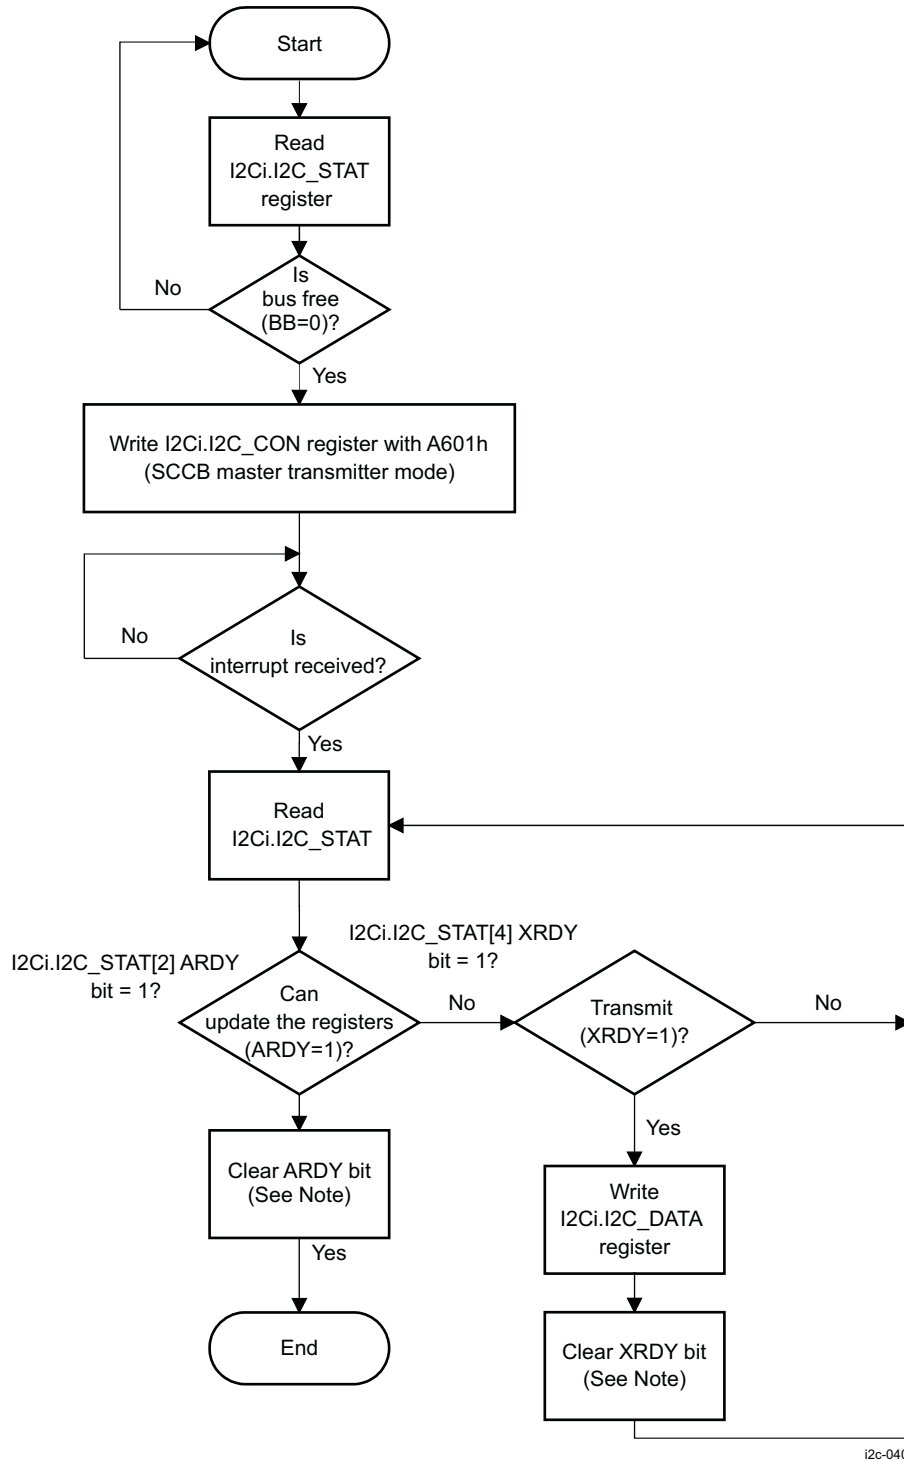 Start
Read
I2Ci.I2C_STAT
register
Is
bus free
(BB=0)?
No
Yes
Write I2Ci.I2C_CON register with A601h
(SCCB master transmitter mode)
Is
interrupt received?
No
Yes
Read
I2Ci.I2C_STAT
I2Ci.I2C_STAT[2] ARDY
bit = 1?
I2Ci.I2C_STAT[4] XRDY
bit = 1?
Can
update the registers
(ARDY=1)?
No
Transmit
(XRDY=1)?
No
Yes
Clear ARDY bit
(See Note)
Yes
Write
I2Ci.I2C_DATA
register
End
Clear XRDY bit
(See Note)
i2c-040